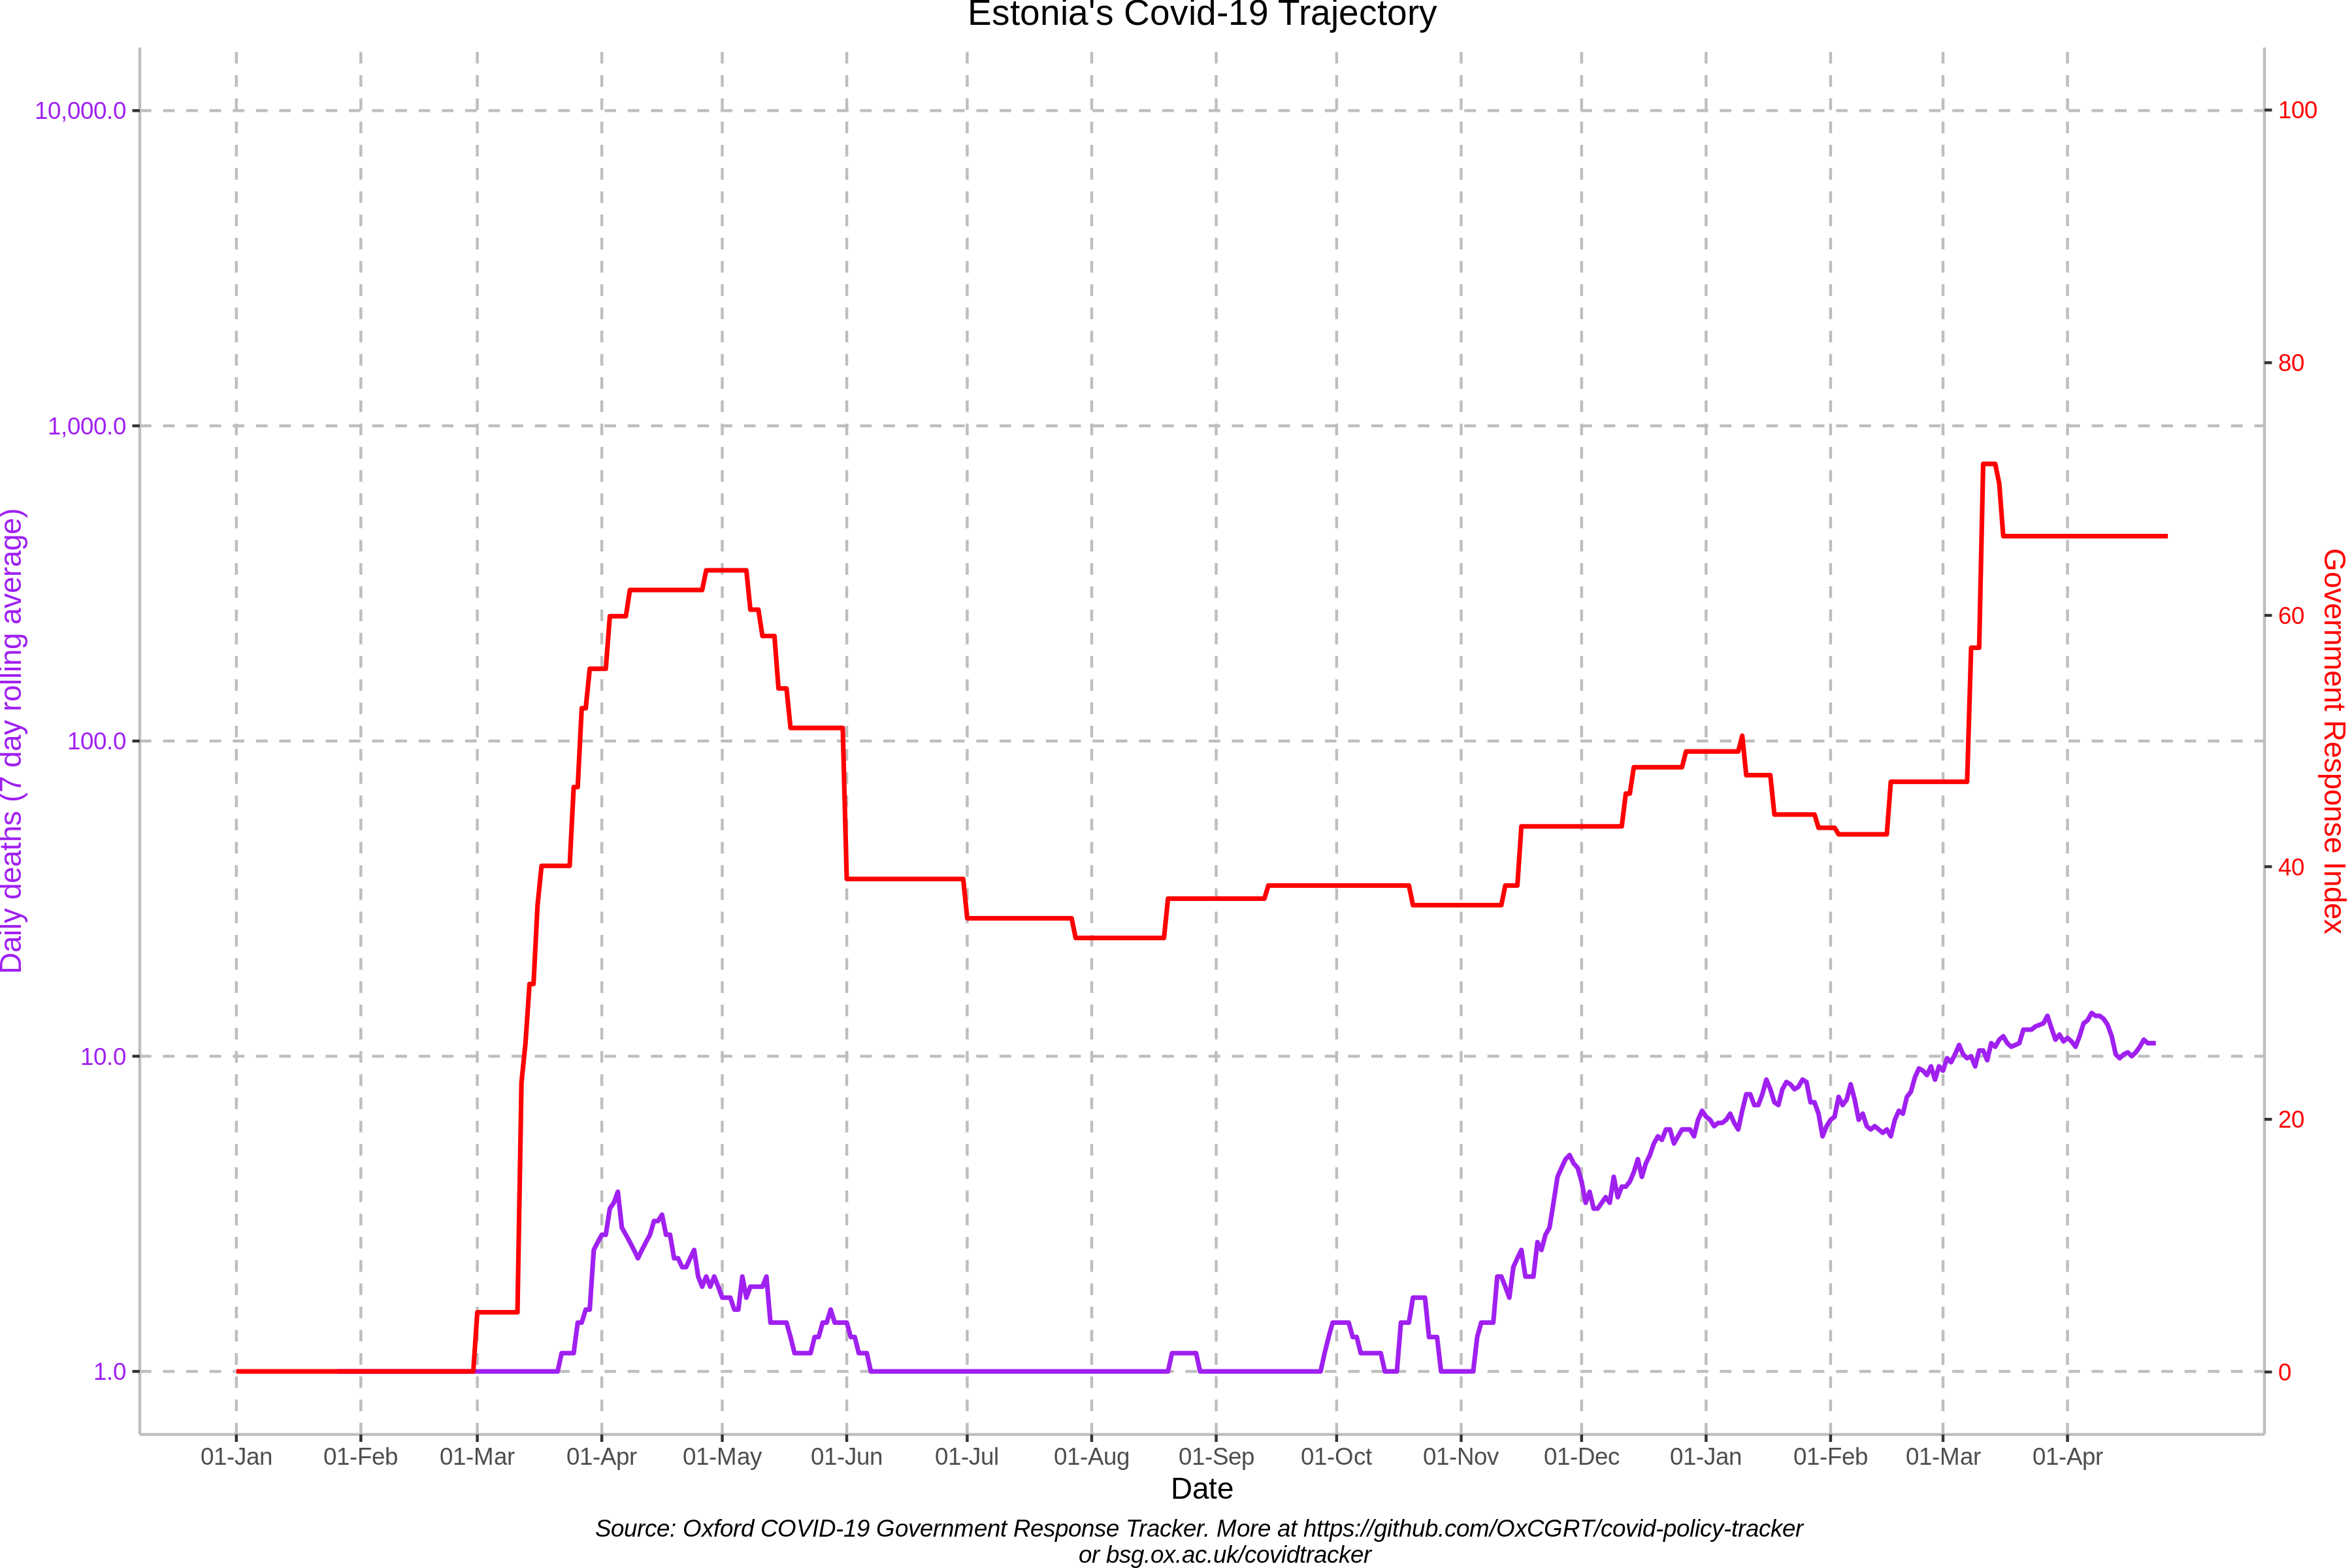 Estonia's Covid-19 Trajectory
10,000.0
1,000.0
100.0
10.0
1.0
Daily deaths (7 day rolling average)
100
80
60
40
20
0
Government Response Index
01-Jan 01-Feb 01-Mar 01-Apr 01-May 01-Jun 01-Jul 01-Aug 01-Sep 01-Oct 01-Nov 01-Dec 01-Jan 01-Feb 01-Mar 01-Apr
Date
Source: Oxford COVID-19 Government Response Tracker. More at https://github.com/OxCGRT/covid-policy-tracker
or bsg.ox.ac.uk/covidtracker